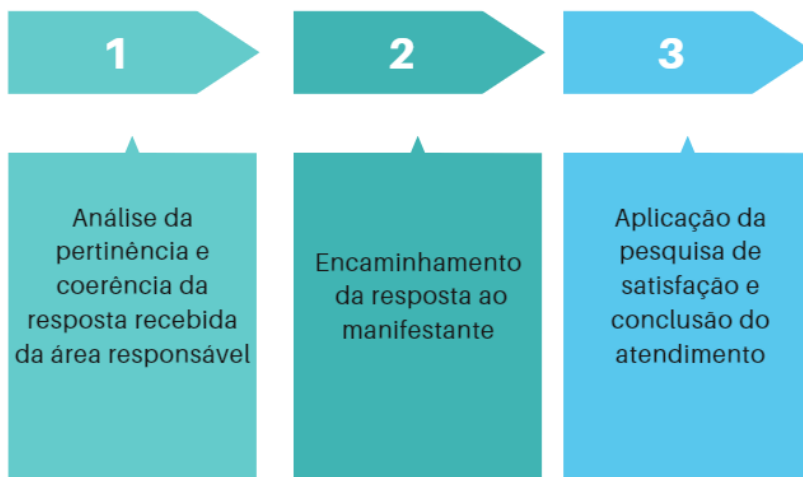 1
2
3
Análise da
pertinência e
coerência da
resposta recebida
da área responsável
Encaminhamento
da resposta ao
manifestante
Aplicação da
pesquisa de
satisfação e
conclusão do
atendimento